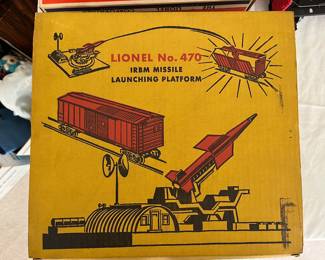 LIONEL No. 470
IRBM MISSILE
LAUNCHING PLATFORM